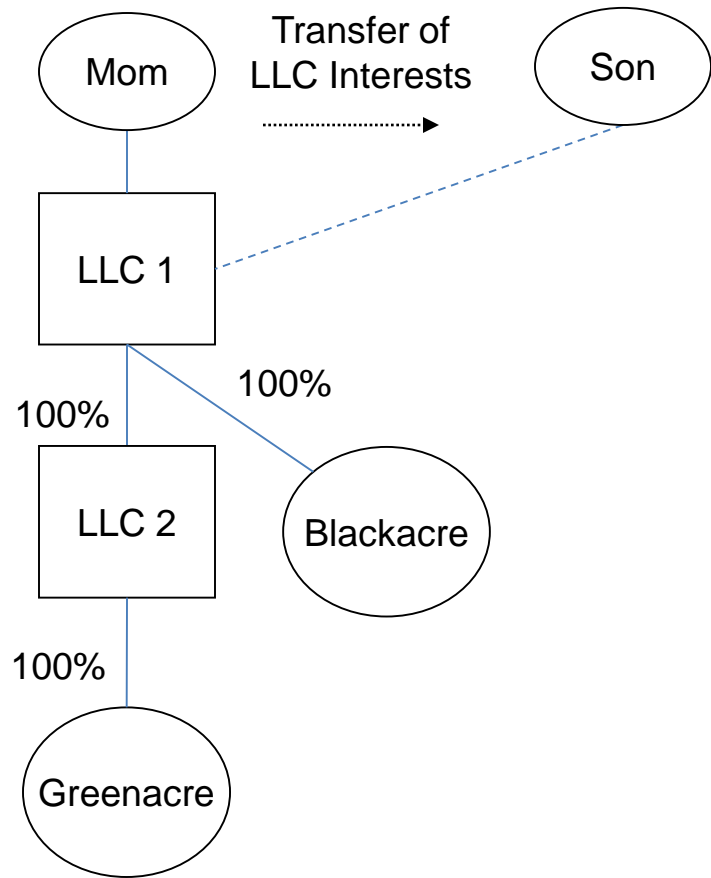 Mom
Transfer of
LLC Interests
Son
LLC 1
100%
100%
LLC 2
Blackacre
100%
Greenacre